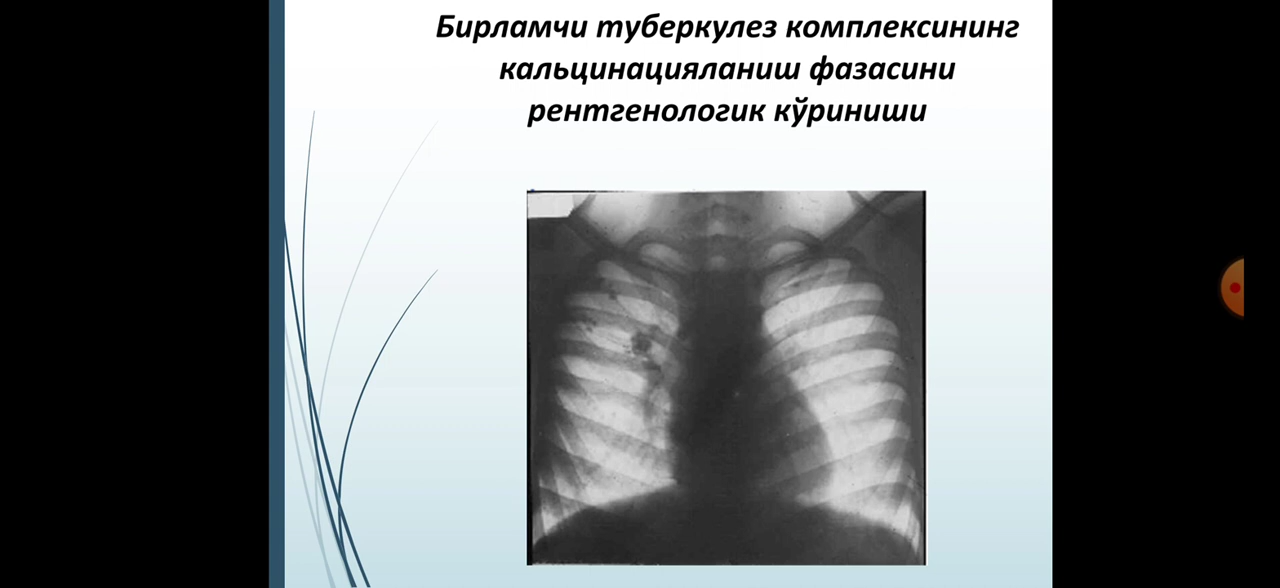 Бирламчи туберкулез комплексининг
кальцинацияланиш фазасини
рентгенологик кўриниши